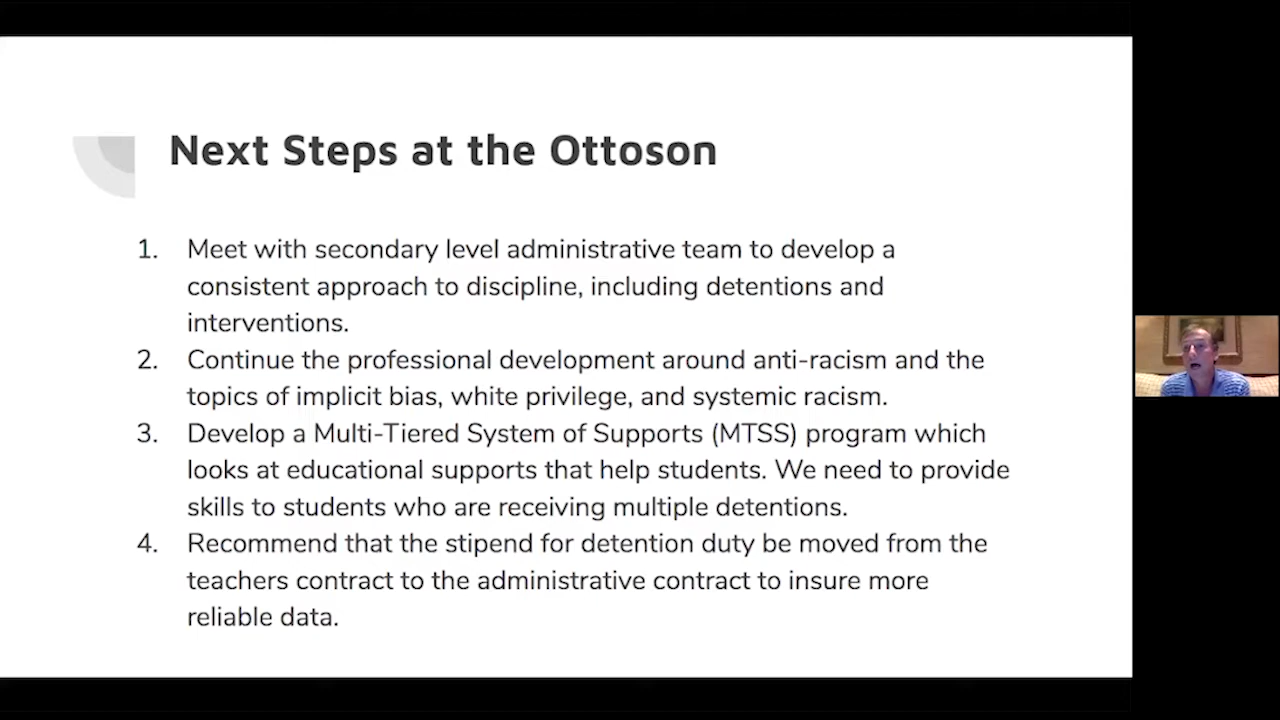 Next Steps at the Ottoson
1. Meet with secondary level administrative team to develop a
consistent approach to discipline, including detentions and
interventions.
2. Continue the professional development around anti-racism and the
topics of implicit bias, white privilege, and systemic racism.
3. Develop a Multi-Tiered System of Supports (MTSS) program which
looks at educational supports that help students. We need to provide
skills to students who are receiving multiple detentions.
4. Recommend that the stipend for detention duty be moved from the
teachers contract to the administrative contract to insure more
reliable data.